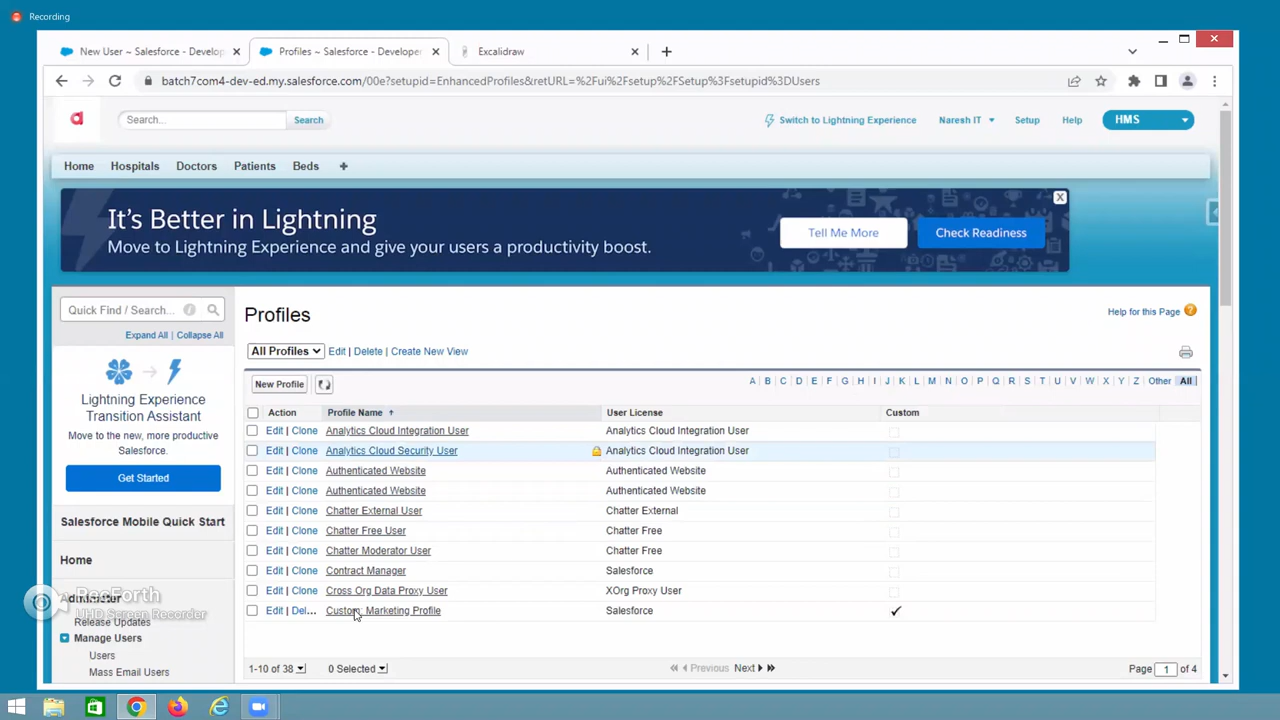 Recording
New User ~ Salesforce - Develop
Profiles ~ Salesforce - Developer
Excalidraw
batch7com4-dev-ed.my.salesforce.com/00e?setupid=EnhancedProfiles&retURL=%2Fui%2Fsetup%2FSetup%3Fsetupid%3DUsers
Search...
Search
Switch to Lightning Experience
Naresh IT
Setup
Help
HMS
Home
Hospitals
Doctors
Patients
Beds
It's Better in Lightning
Move to Lightning Experience and give your users a productivity boost.
Tell Me More
Check Readiness
X
Quick Find / Search...
Expand All | Collapse All
Lightning Experience
Transition Assistant
Move to the new, more productive
Salesforce.
Get Started
Salesforce Mobile Quick Start
Home
RecForth
UHD Screen Recorder
Release Updates
Manage Users
Users
Mass Email Users
Profiles
Help for this Page
All Profiles
Edit | Delete | Create New View
New Profile
A B C D E F G H I J K L M N O P Q R S T U V W X Y Z Other All
Action Profile Name User License Custom
Edit | Clone Analytics Cloud Integration User Analytics Cloud Integration User
Edit | Clone Analytics Cloud Security User Analytics Cloud Integration User
Edit | Clone Authenticated Website Authenticated Website
Edit | Clone Authenticated Website Authenticated Website
Edit | Clone Chatter External User Chatter External
Edit | Clone Chatter Free User Chatter Free
Edit | Clone Chatter Moderator User Chatter Free
Edit | Clone Contract Manager Salesforce
Edit | Clone Cross Org Data Proxy User XOrg Proxy User
Edit | Del... Custom: Marketing Profile Salesforce
1-10 of 38
0 Selected
Previous
Next
Page 1 of 4